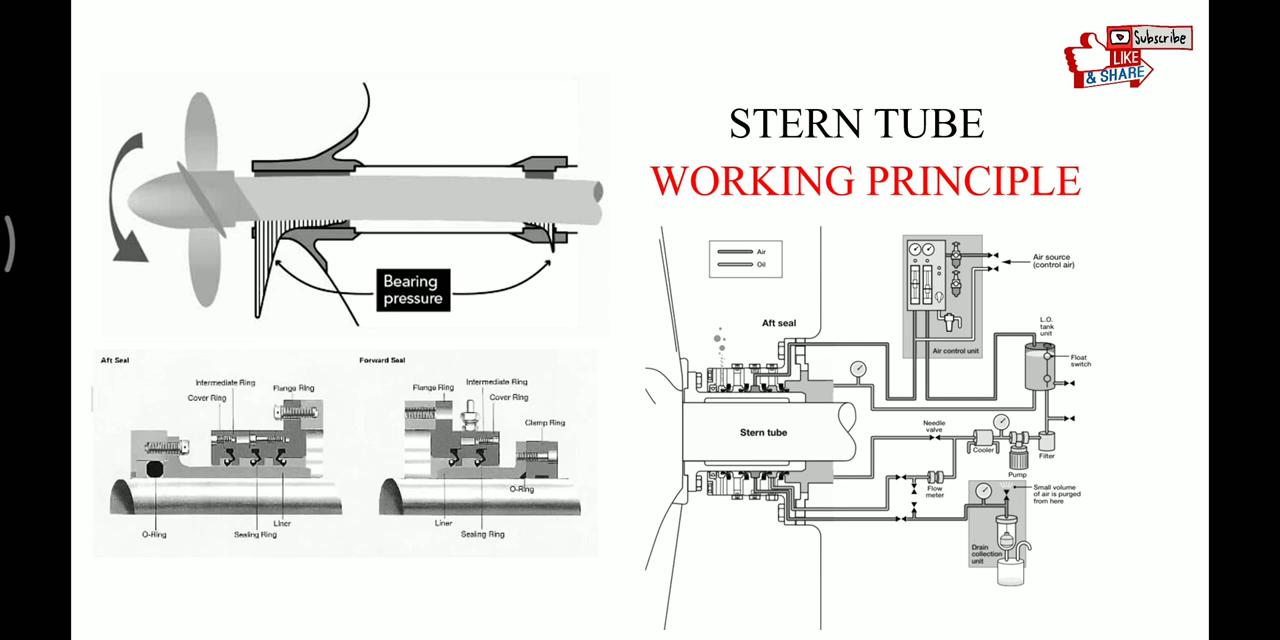 Subscribe
LIKE
& SHARE
STERN TUBE
WORKING PRINCIPLE
Bearing
pressure
Aft Seal
Intermediate Ring
Cover Ring
Flange Ring
O-Ring
Sealing Ring
Liner
Forward Seal
Flange Ring
Intermediate Ring
Cover Ring
Clamp Ring
O-Ring
Liner
Sealing Ring
Air
Oil
Aft seal
Stern tube
Air source
(control air)
Air control unit
L.O.
tank
unit
Float
switch
Needle
valve
Cooler
Pump
Filter
Flow
meter
Small volume
of air is purged
from here
Drain
collection
unit